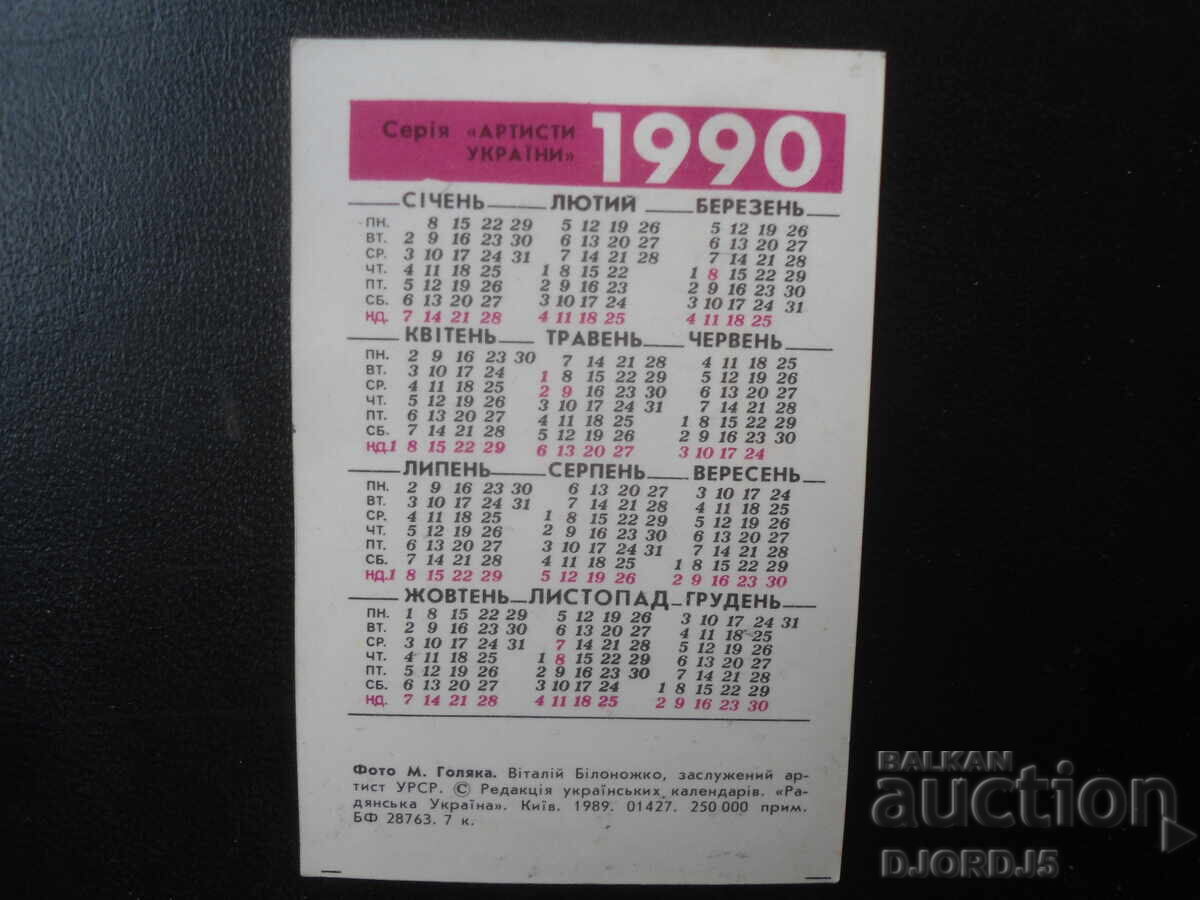 Серія «АРТИСТИ
УКРАЇНИ»
1990
СІЧЕНЬ ЛЮТИЙ БЕРЕЗЕНЬ
ПН. 8 15 22 29 5 12 19 26 5 12 19 26
ВТ. 2 9 16 23 30 6 13 20 27 6 13 20 27
СР. 3 10 17 24 31 7 14 21 28 7 14 21 28
ЧТ. 4 11 18 25 1 8 15 22 1 8 15 22 29
ПТ. 5 12 19 26 2 9 16 23 2 9 16 23 30
СБ. 6 13 20 27 3 10 17 24 3 10 17 24 31
НД. 7 14 21 28 4 11 18 25 4 11 18 25
КВІТЕНЬ ТРАВЕНЬ ЧЕРВЕНЬ
ПН. 2 9 16 23 30 7 14 21 28 4 11 18 25
ВТ. 3 10 17 24 1 8 15 22 29 5 12 19 26
СР. 4 11 18 25 2 9 16 23 30 6 13 20 27
ЧТ. 5 12 19 26 3 10 17 24 31 7 14 21 28
ПТ. 6 13 20 27 4 11 18 25 1 8 15 22 29
СБ. 7 14 21 28 5 12 19 26 2 9 16 23 30
НД.1 8 15 22 29 6 13 20 27 3 10 17 24
ЛИПЕНЬ СЕРПЕНЬ ВЕРЕСЕНЬ
ПН. 2 9 16 23 30 6 13 20 27 3 10 17 24
ВТ. 3 10 17 24 31 7 14 21 28 4 11 18 25
СР. 4 11 18 25 1 8 15 22 29 5 12 19 26
ЧТ. 5 12 19 26 2 9 16 23 30 6 13 20 27
ПТ. 6 13 20 27 3 10 17 24 31 7 14 21 28
СБ. 7 14 21 28 4 11 18 25 1 8 15 22 29
НД.1 8 15 22 29 5 12 19 26 2 9 16 23 30
ЖОВТЕНЬ ЛИСТОПАД ГРУДЕНЬ
ПН. 1 8 15 22 29 5 12 19 26 3 10 17 24 31
ВТ. 2 9 16 23 30 6 13 20 27 4 11 18 25
СР. 3 10 17 24 31 7 14 21 28 5 12 19 26
ЧТ. 4 11 18 25 1 8 15 22 29 6 13 20 27
ПТ. 5 12 19 26 2 9 16 23 30 7 14 21 28
СБ. 6 13 20 27 3 10 17 24 1 8 15 22 29
НД. 7 14 21 28 4 11 18 25 2 9 16 23 30
Фото М. Голяка. Віталій Білоножко, заслужений ар-
тист УРСР. © Редакція українських календарів. «Ра-
дянська Україна». Київ. 1989. 01427. 250 000 прим.
БФ 28763. 7 к.
BALKAN
auction
DJORDJ5